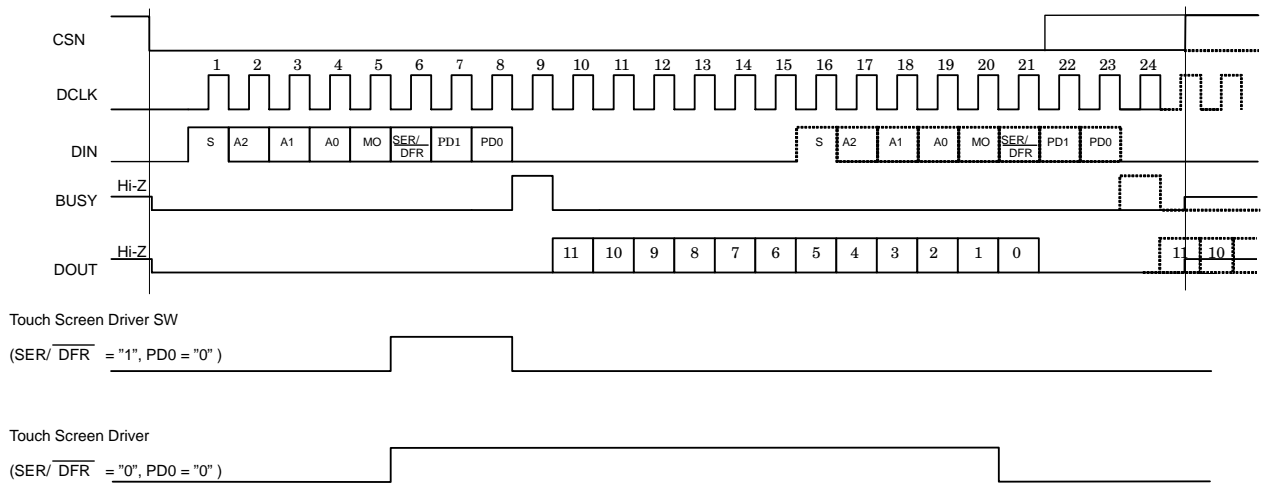 CSN
1 2 3 4 5 6 7 8 9 10 11 12 13 14 15 16 17 18 19 20 21 22 23 24
DCLK
DIN S A2 A1 A0 MO SER/DFR PD1 PD0 S A2 A1 A0 MO SER/DFR PD1 PD0
Hi-Z
BUSY
Hi-Z
DOUT 11 10 9 8 7 6 5 4 3 2 1 0 11 10
Touch Screen Driver SW
(SER/ DFR = ”1”, PD0 = ”0” )
Touch Screen Driver
(SER/ DFR = ”0”, PD0 = ”0” )